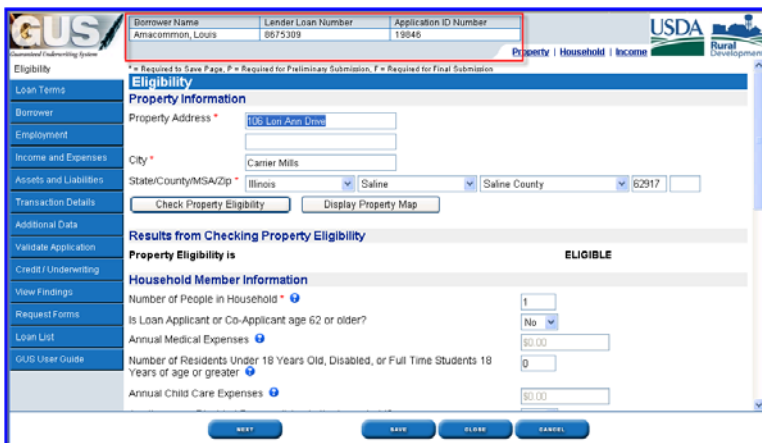 GUS
Guaranteed Underwriting System
Borrower Name Lender Loan Number Application ID Number
Amacommon, Louis 8675309 19846
USDA
Rural
Development
Property | Household | Income
Eligibility
Loan Terms
Borrower
Employment
Income and Expenses
Assets and Liabilities
Transaction Details
Additional Data
Validate Application
Credit / Underwriting
View Findings
Request Forms
Loan List
GUS User Guide
* = Required to Save Page, P = Required for Preliminary Submission, F = Required for Final Submission
Eligibility
Property Information
Property Address * 106 Lori Ann Drive
City * Carrier Mills
State/County/MSA/Zip * Illinois Saline Saline County 62917
Check Property Eligibility Display Property Map
Results from Checking Property Eligibility
Property Eligibility is ELIGIBLE
Household Member Information
Number of People in Household * 1
Is Loan Applicant or Co-Applicant age 62 or older? No
Annual Medical Expenses $0.00
Number of Residents Under 18 Years Old, Disabled, or Full Time Students 18 0
Years of age or greater
Annual Child Care Expenses $0.00
NEXT SAVE CLOSE CANCEL